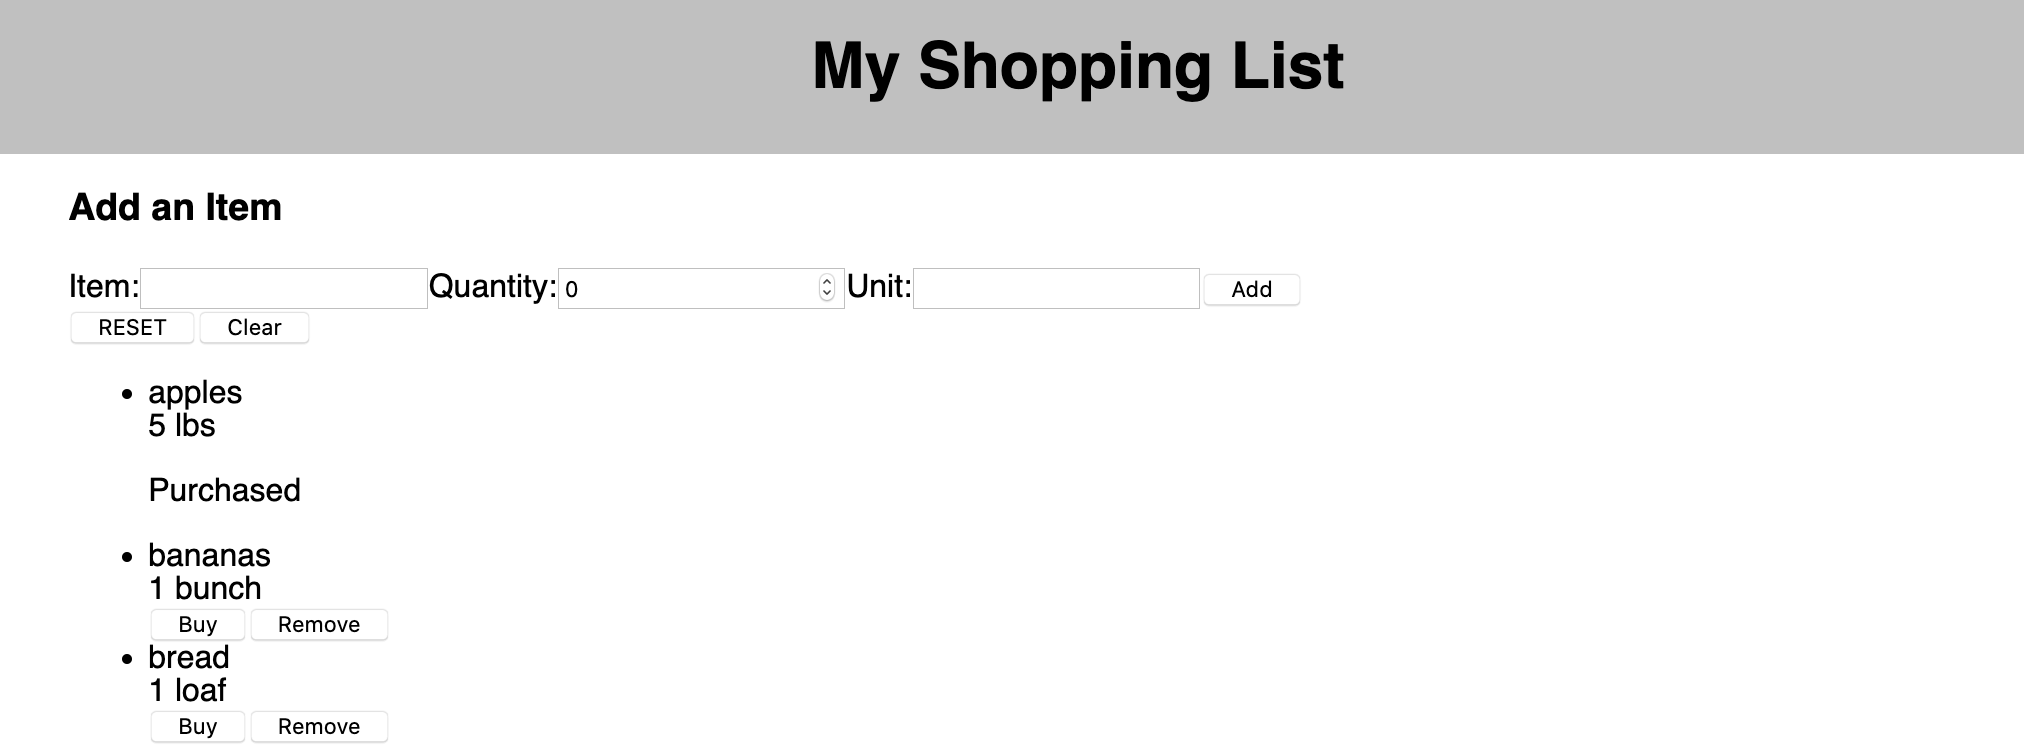 My Shopping List
Add an Item
Item: Quantity: 0 Unit: Add
RESET Clear
• apples
5 lbs
Purchased
• bananas
1 bunch
Buy Remove
• bread
1 loaf
Buy Remove